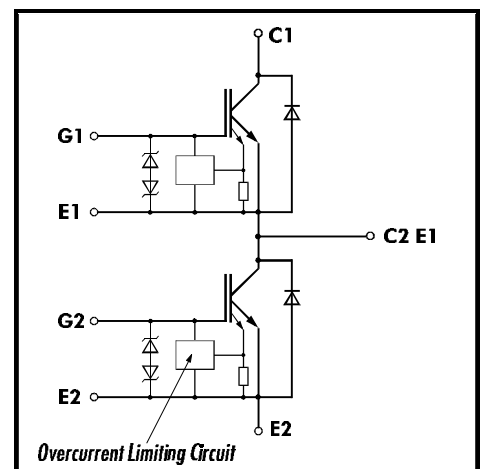 C1
G1
E1
C2 E1
G2
E2
E2
Overcurrent Limiting Circuit